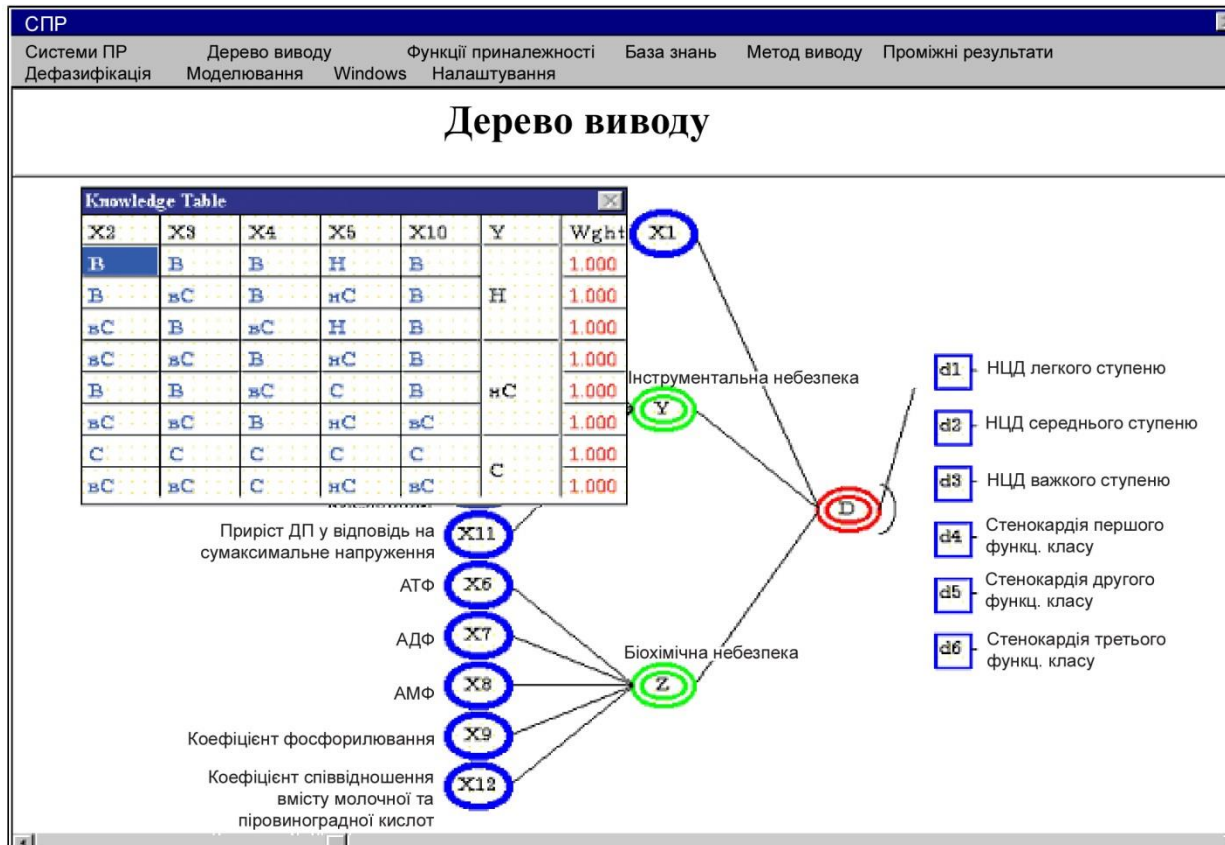 СПР
Системи ПР Дерево виводу Функції приналежності База знань Метод виводу Проміжні результати
Дефазифікація Моделювання Windows Налаштування
Дерево виводу
Knowledge Table
X2 X3 X4 X5 X10 Y Wght
В В В Н В 1.000
В вС В нС В Н 1.000
вС В вС Н В 1.000
вС вС В нС В 1.000
В В вС С В нС 1.000
вС вС В нС вС 1.000
С С С С С С 1.000
вС вС С нС вС 1.000
X1
Інструментальна небезпека
Y
D
d1 НЦД легкого ступеню
d2 НЦД середнього ступеню
d3 НЦД важкого ступеню
d4 Стенокардія першого
функц. класу
d5 Стенокардія другого
функц. класу
d6 Стенокардія третього
функц. класу
Приріст ДП у відповідь на
сумаксимальне напруження
X11
АТФ X6
АДФ X7
АМФ X8
Біохімічна небезпека
Z
Коефіцієнт фосфорилювання X9
Коефіцієнт співвідношення
вмісту молочної та
піровиноградної кислот
X12